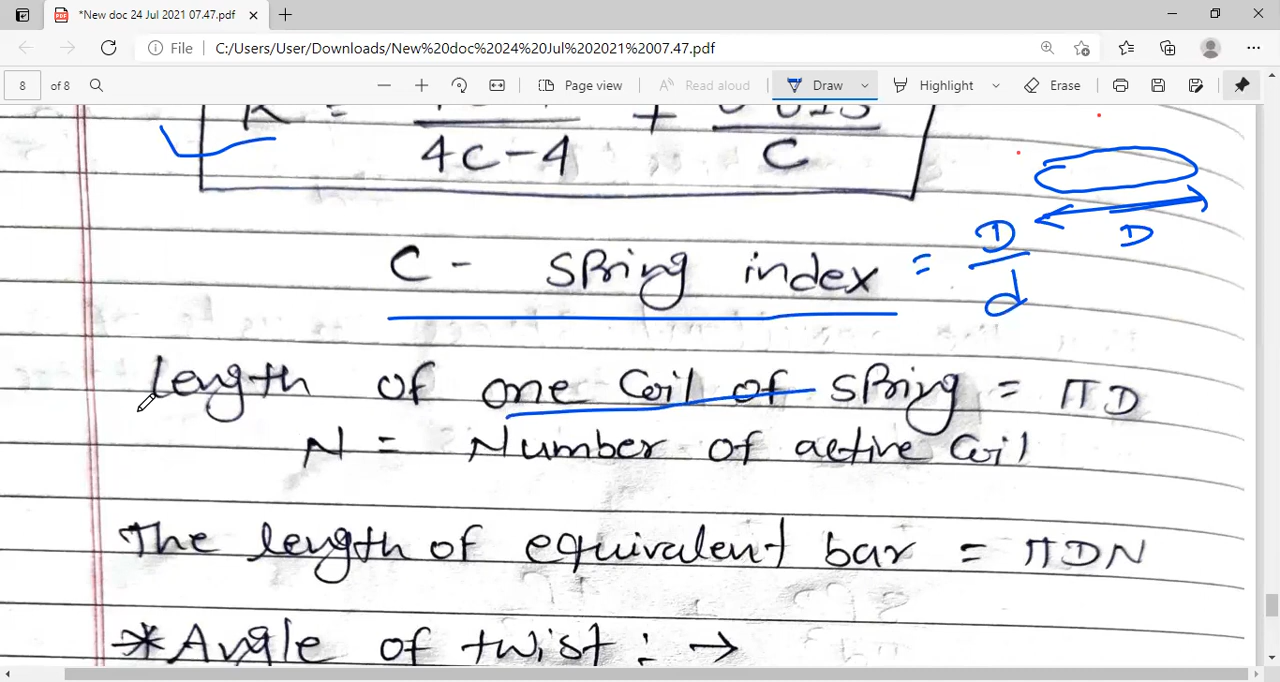 *New doc 24 Jul 2021 07.47.pdf
File C:/Users/User/Downloads/New%20doc%2024%20Jul%202021%2007.47.pdf
8 of 8 Page view Read aloud Draw Highlight Erase
4C-4 + C
C - Spring index = D/d
D
Length of one Coil of Spring = πD
N = Number of active Coil
The length of equivalent bar = πDN
*Angle of twist : →